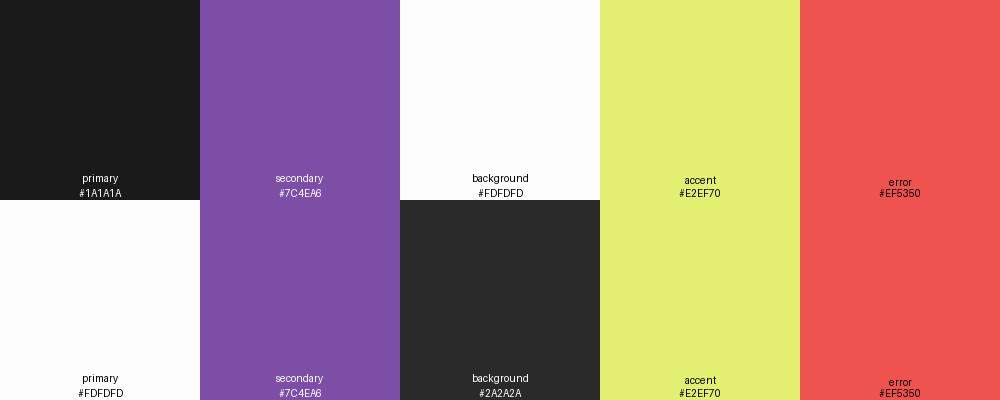 primary
#1A1A1A
secondary
#7C4EA6
background
#FDFDFD
accent
#E2EF70
error
#EF5350
primary
#FDFDFD
secondary
#7C4EA6
background
#2A2A2A
accent
#E2EF70
error
#EF5350